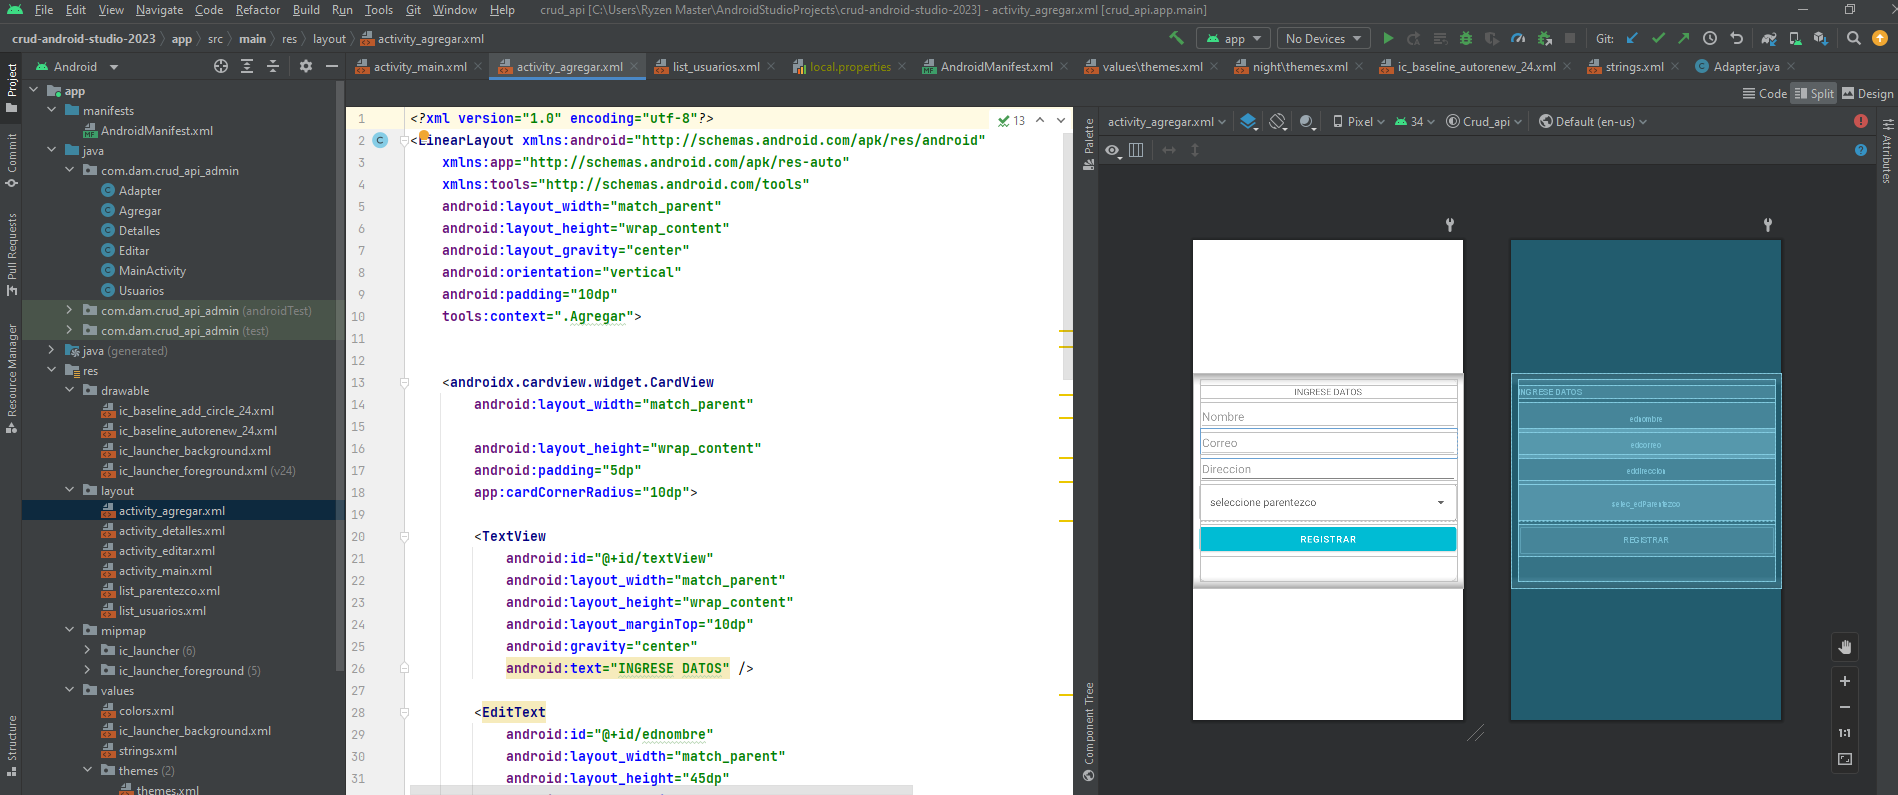 File Edit View Navigate Code Refactor Build Run Tools Git Window Help crud_api [C:\Users\Ryzen Master\AndroidStudioProjects\crud-android-studio-2023] - activity_agregar.xml [crud_api.app.main]
crud-android-studio-2023 app src main res layout activity_agregar.xml
app
No Devices
Git:
Android
activity_main.xml
activity_agregar.xml
list_usuarios.xml
local.properties
AndroidManifest.xml
values\themes.xml
night\themes.xml
ic_baseline_autorenew_24.xml
strings.xml
Adapter.java
Code Split Design
Project
Commit
Pull Requests
Resource Manager
Structure
app
manifests
AndroidManifest.xml
java
com.dam.crud_api_admin
Adapter
Agregar
Detalles
Editar
MainActivity
Usuarios
com.dam.crud_api_admin (androidTest)
com.dam.crud_api_admin (test)
java (generated)
res
drawable
ic_baseline_add_circle_24.xml
ic_baseline_autorenew_24.xml
ic_launcher_background.xml
ic_launcher_foreground.xml (v24)
layout
activity_agregar.xml
activity_detalles.xml
activity_editar.xml
activity_main.xml
list_parentezco.xml
list_usuarios.xml
mipmap
ic_launcher (6)
ic_launcher_foreground (5)
values
colors.xml
ic_launcher_background.xml
strings.xml
themes (2)
themes.xml
13
1 <?xml version="1.0" encoding="utf-8"?>
2 <LinearLayout xmlns:android="http://schemas.android.com/apk/res/android"
3 xmlns:app="http://schemas.android.com/apk/res-auto"
4 xmlns:tools="http://schemas.android.com/tools"
5 android:layout_width="match_parent"
6 android:layout_height="wrap_content"
7 android:layout_gravity="center"
8 android:orientation="vertical"
9 android:padding="10dp"
10 tools:context=".Agregar">
11
12
13 <androidx.cardview.widget.CardView
14 android:layout_width="match_parent"
15
16 android:layout_height="wrap_content"
17 android:padding="5dp"
18 app:cardCornerRadius="10dp">
19
20 <TextView
21 android:id="@+id/textView"
22 android:layout_width="match_parent"
23 android:layout_height="wrap_content"
24 android:layout_marginTop="10dp"
25 android:gravity="center"
26 android:text="INGRESE DATOS" />
27
28 <EditText
29 android:id="@+id/ednombre"
30 android:layout_width="match_parent"
31 android:layout_height="45dp"
Palette
Component Tree
Attributes
activity_agregar.xml
Pixel
34
Crud_api
Default (en-us)
INGRESE DATOS
Nombre
Correo
Direccion
seleccione parentezco
REGISTRAR
INGRESE DATOS
ednombre
edcorreo
eddireccion
selec_edParentezco
REGISTRAR
1:1